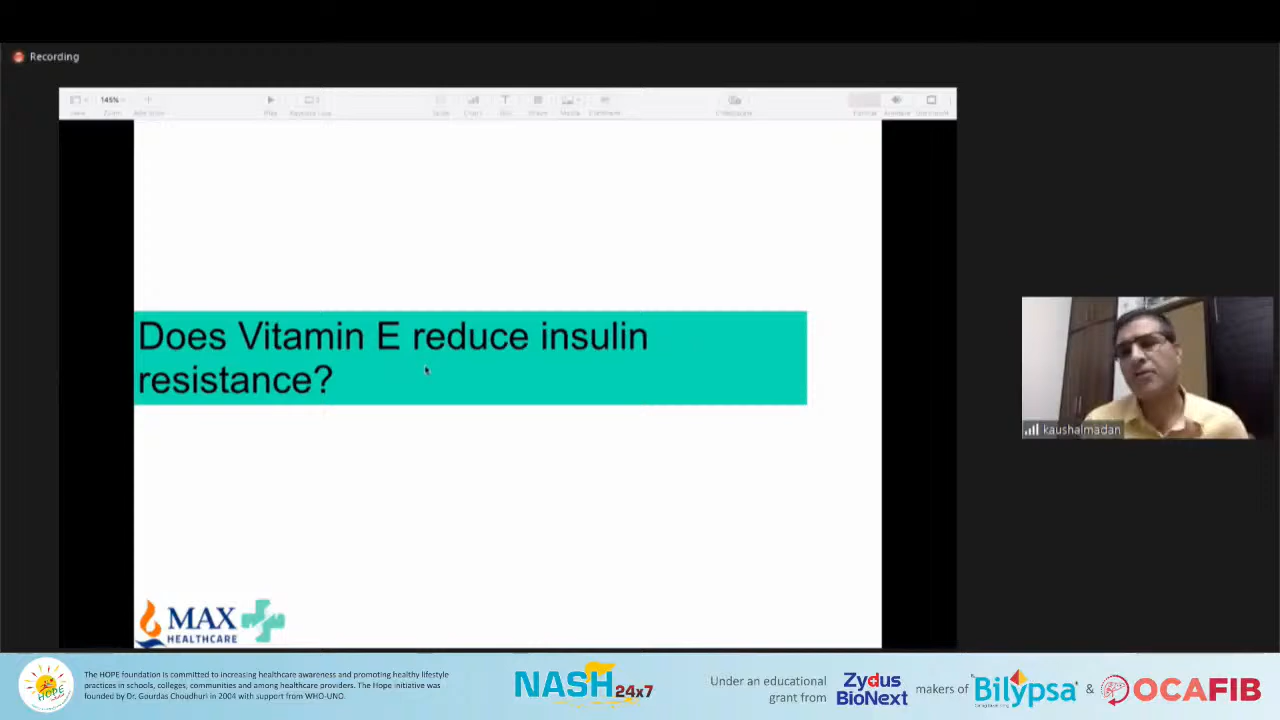 Recording
145%
Does Vitamin E reduce insulin
resistance?
kaushalmadan
MAX
HEALTHCARE
HOPE
The HOPE foundation is committed to increasing healthcare awareness and promoting healthy lifestyle
practices in schools, colleges, communities and among healthcare providers. The Hope initiative was
founded by Dr. Gourdas Choudhuri in 2004 with support from WHO-UNO.
NASH 24x7
Under an educational
grant from
Zydus
BioNext
makers of
Bilypsa
&
OCAFIB